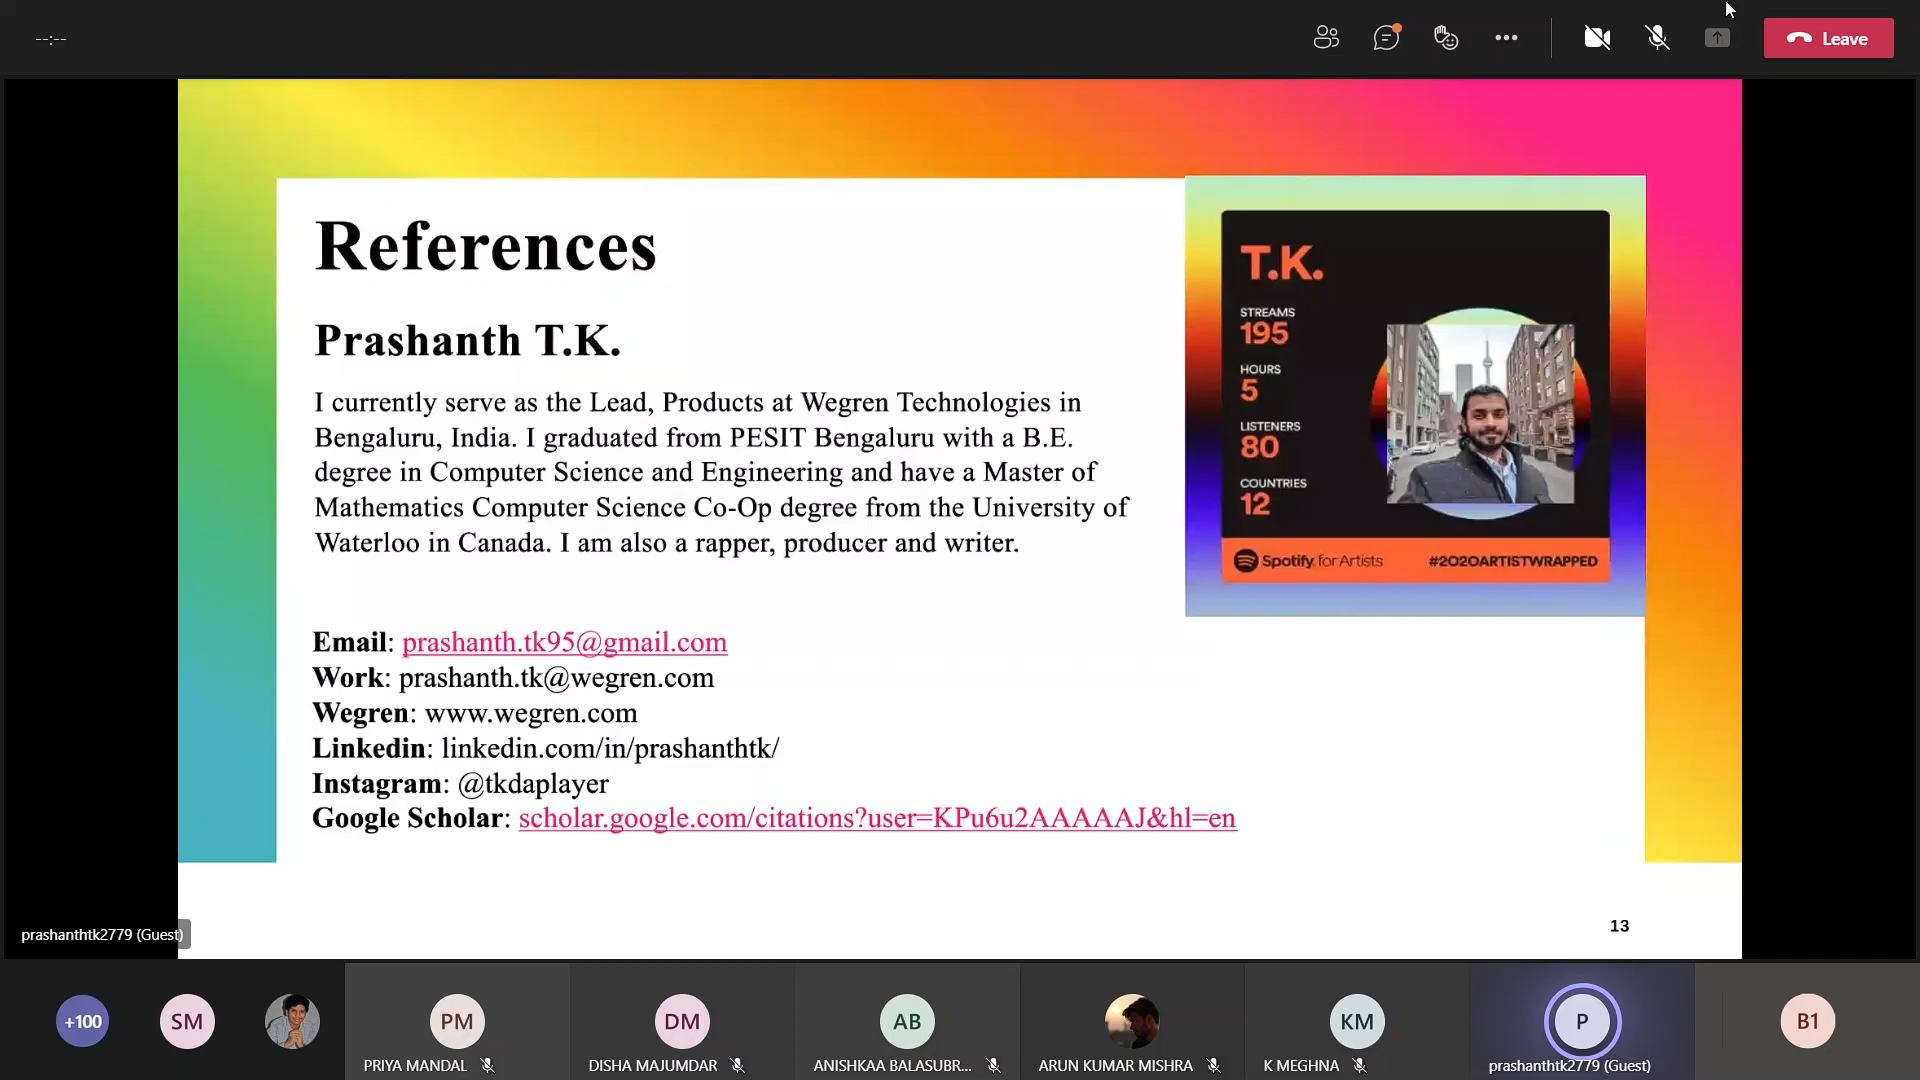 --:--
Leave
References
Prashanth T.K.
I currently serve as the Lead, Products at Wegren Technologies in
Bengaluru, India. I graduated from PESIT Bengaluru with a B.E.
degree in Computer Science and Engineering and have a Master of
Mathematics Computer Science Co-Op degree from the University of
Waterloo in Canada. I am also a rapper, producer and writer.
T.K.
STREAMS
195
HOURS
5
LISTENERS
80
COUNTRIES
12
Spotify for Artists
#2020ARTISTWRAPPED
Email: prashanth.tk95@gmail.com
Work: prashanth.tk@wegren.com
Wegren: www.wegren.com
Linkedin: linkedin.com/in/prashanthtk/
Instagram: @tkdaplayer
Google Scholar: scholar.google.com/citations?user=KPu6u2AAAAAJ&hl=en
13
prashanthtk2779 (Guest)
+100
SM
PM
PRIYA MANDAL
DM
DISHA MAJUMDAR
AB
ANISHKAA BALASUBR...
ARUN KUMAR MISHRA
KM
K MEGHNA
P
prashanthtk2779 (Guest)
B1